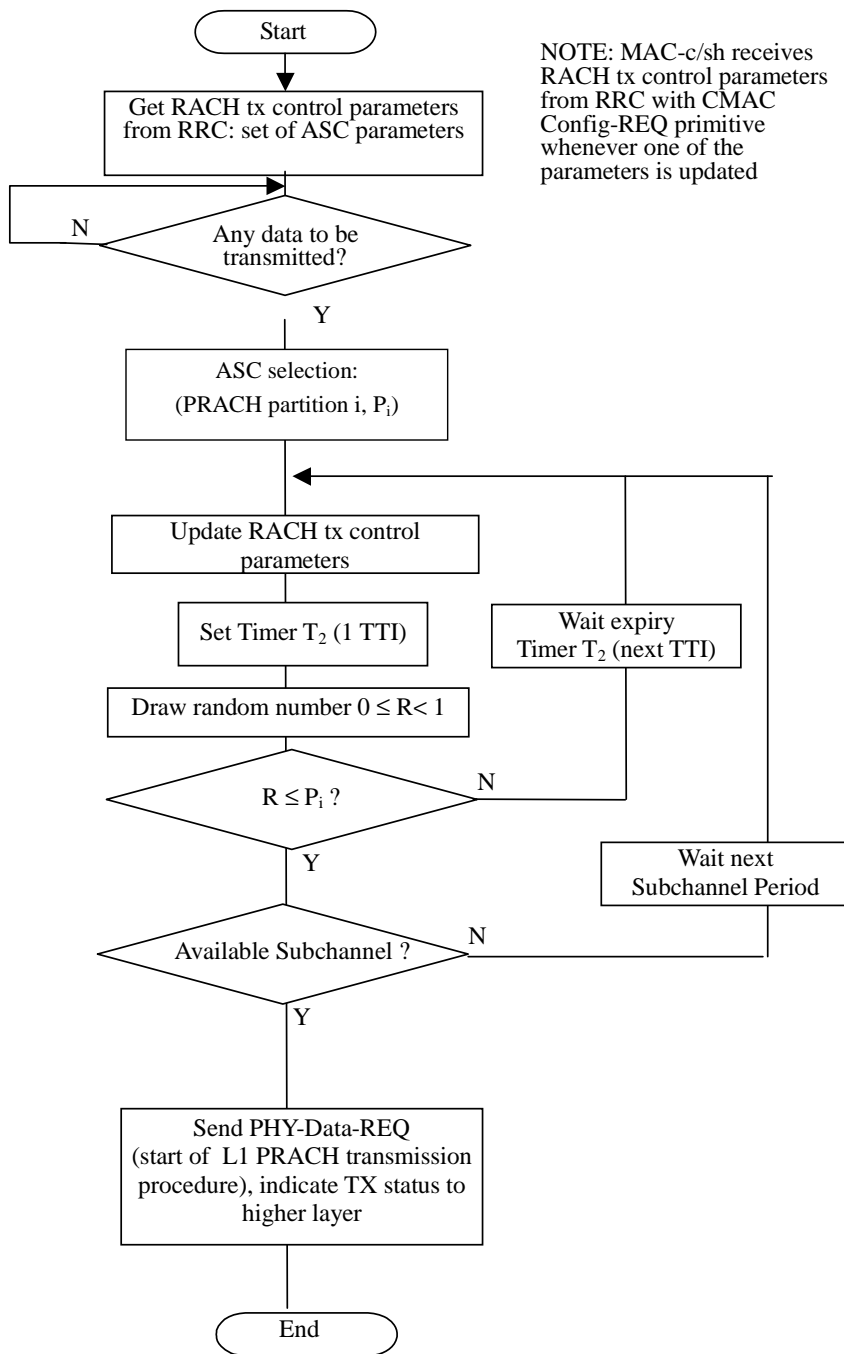 Start
NOTE: MAC-c/sh receives
RACH tx control parameters
from RRC with CMAC
Config-REQ primitive
whenever one of the
parameters is updated
Get RACH tx control parameters
from RRC: set of ASC parameters
N
Any data to be
transmitted?
Y
ASC selection:
(PRACH partition i, Pi)
Update RACH tx control
parameters
Set Timer T2 (1 TTI)
Wait expiry
Timer T2 (next TTI)
Draw random number 0 ≤ R< 1
R ≤ Pi ?
N
Y
Wait next
Subchannel Period
Available Subchannel ?
N
Y
Send PHY-Data-REQ
(start of L1 PRACH transmission
procedure), indicate TX status to
higher layer
End